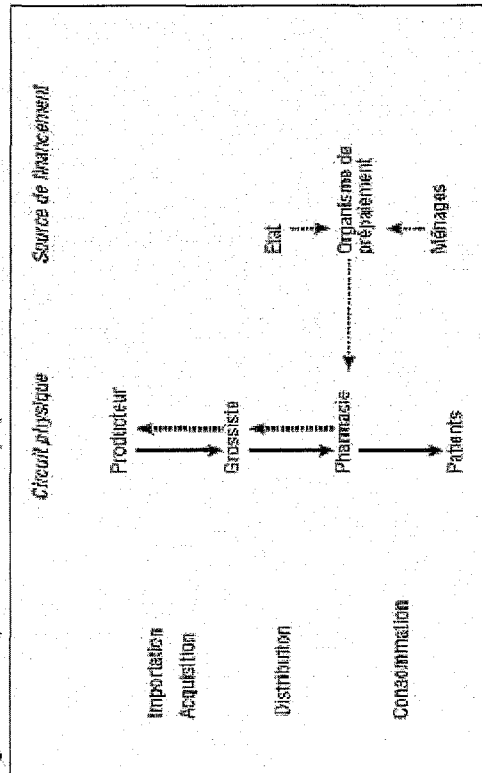 Circuit physique
Source de financement
Importation
Acquisition
Producteur
Grossiste
Etat
Distribution
Pharmacie
Organisme de
prépaiement
Consommation
Patients
Ménages